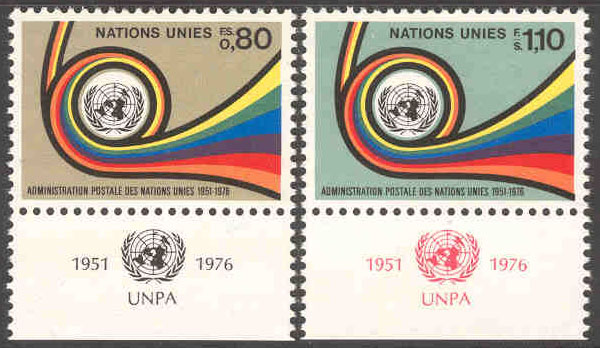 NATIONS UNIES F.S. 0,80
ADMINISTRATION POSTALE DES NATIONS UNIES 1951-1976
1951 1976
UNPA
NATIONS UNIES F.S. 1,10
ADMINISTRATION POSTALE DES NATIONS UNIES 1951-1976
1951 1976
UNPA